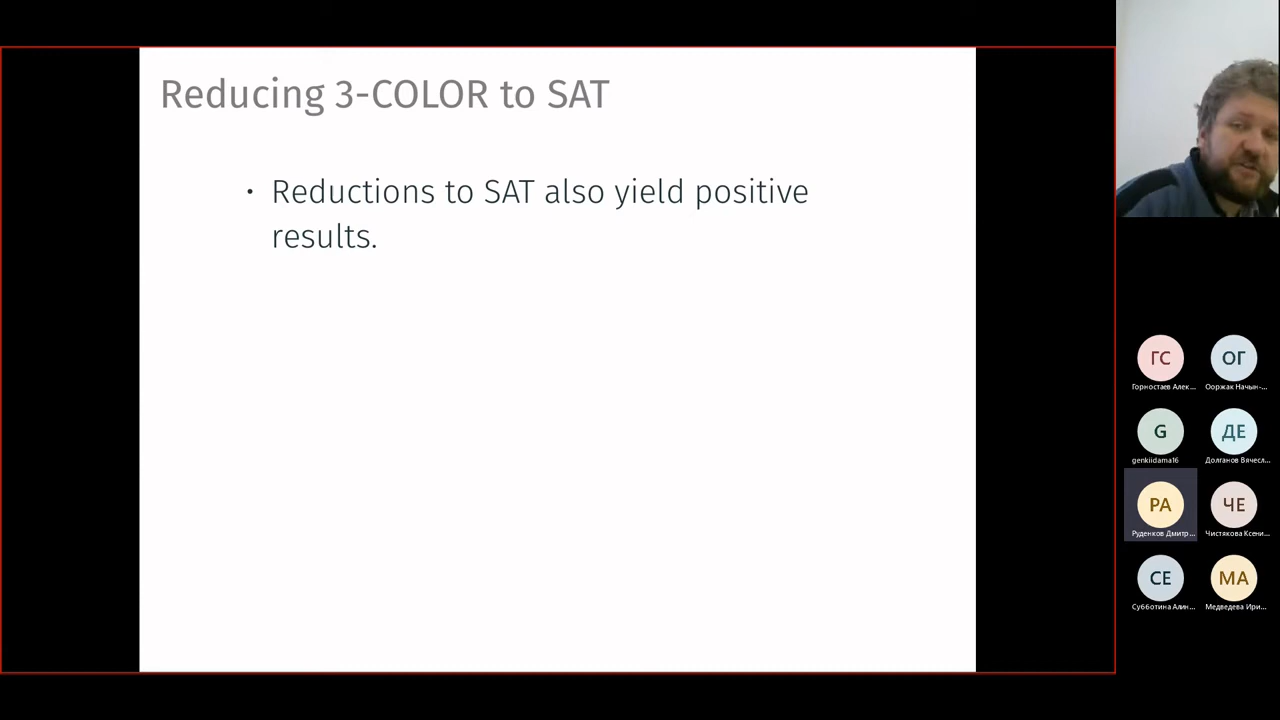 Reducing 3-COLOR to SAT
• Reductions to SAT also yield positive
results.
ГС
ОГ
Горностаев Алек...
Ооржак Начын-...
G
ДЕ
genkiidama16
Долганов Вячесл...
РА
ЧЕ
Руденков Дмитр...
Чистякова Ксени...
СЕ
МА
Субботина Алин...
Медведева Ири...